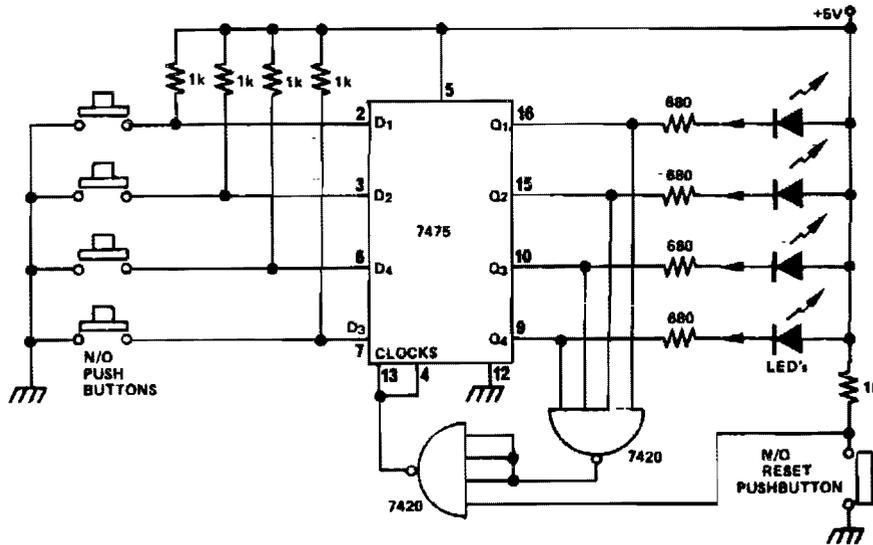 +5V
1k 1k 1k 1k
5
2 D1
3 D2
6 D4
D3
7
7475
CLOCKS
13 4 12
Q1 16
Q2 15
Q3 10
Q4 9
680
680
680
680
LED's
N/O
PUSH
BUTTONS
7420
7420
N/O
RESET
PUSHBUTTON